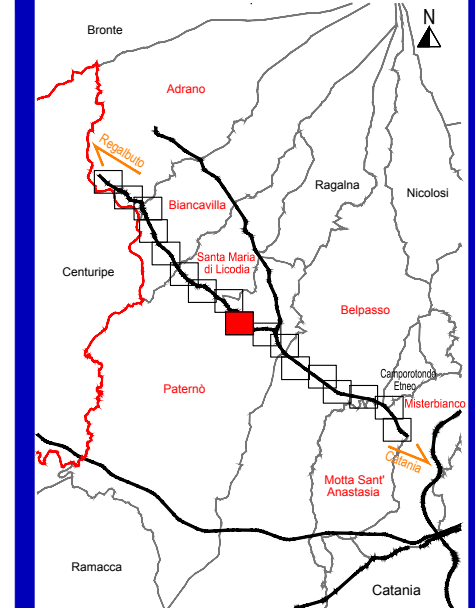 Bronte
N
Adrano
Regalbuto
Ragalna
Nicolosi
Biancavilla
Santa Maria
di Licodia
Centuripe
Belpasso
Camporotondo
Etneo
Paternò
Misterbianco
Catania
Motta Sant'
Anastasia
Ramacca
Catania